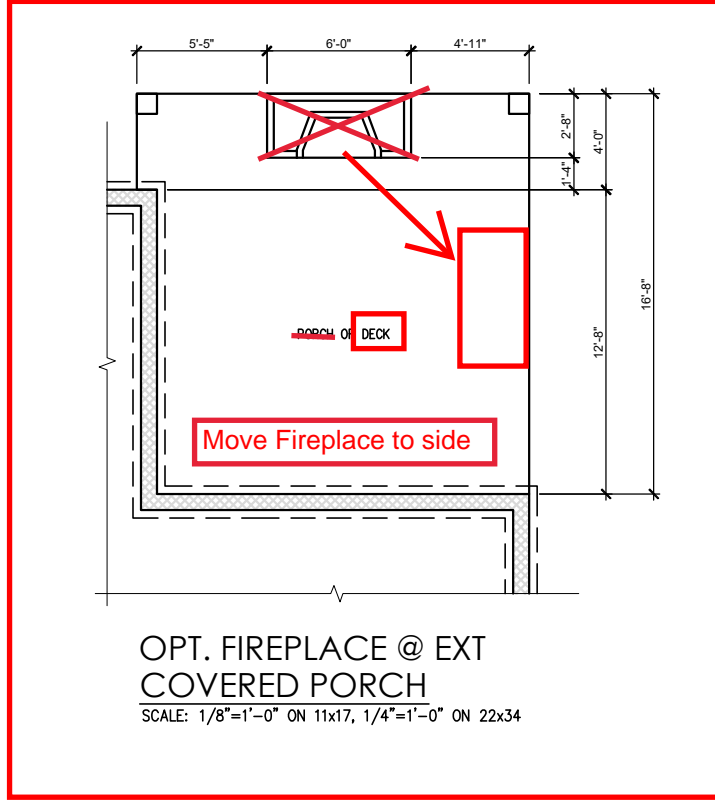 5'-5" 6'-0" 4'-11"
2'-8"
4'-0"
1'-4"
16'-8"
12'-8"
PORCH OR DECK
Move Fireplace to side
OPT. FIREPLACE @ EXT
COVERED PORCH
SCALE: 1/8"=1'-0" ON 11x17, 1/4"=1'-0" ON 22x34